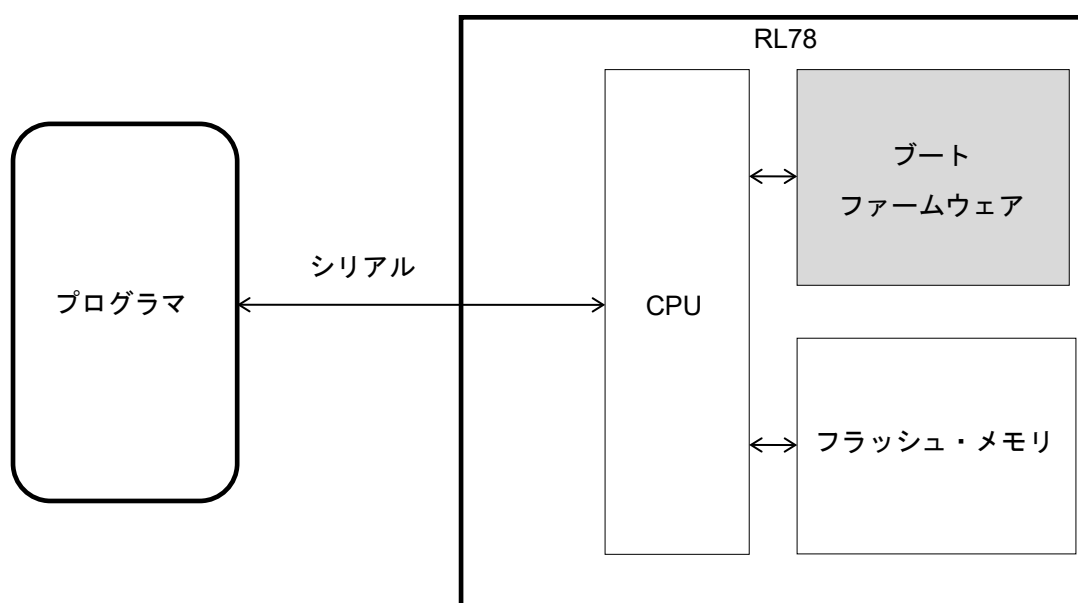 RL78
ブート
ファームウェア
シリアル
プログラマ
CPU
フラッシュ・メモリ